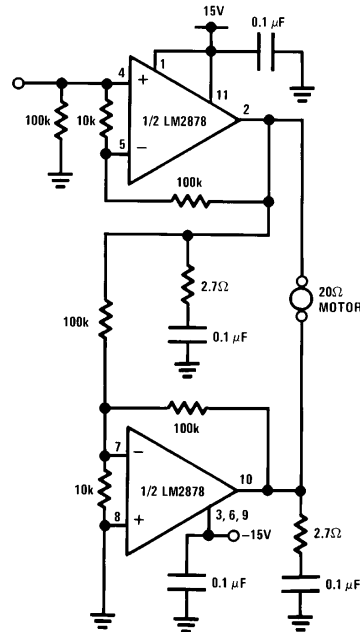 15V
0.1 μF
1
4
+
11
100k
10k
1/2 LM2878
2
5
−
100k
2.7Ω
0.1 μF
20Ω
MOTOR
100k
100k
7
−
10k
1/2 LM2878
10
8
+
3, 6, 9
−15V
2.7Ω
0.1 μF
0.1 μF